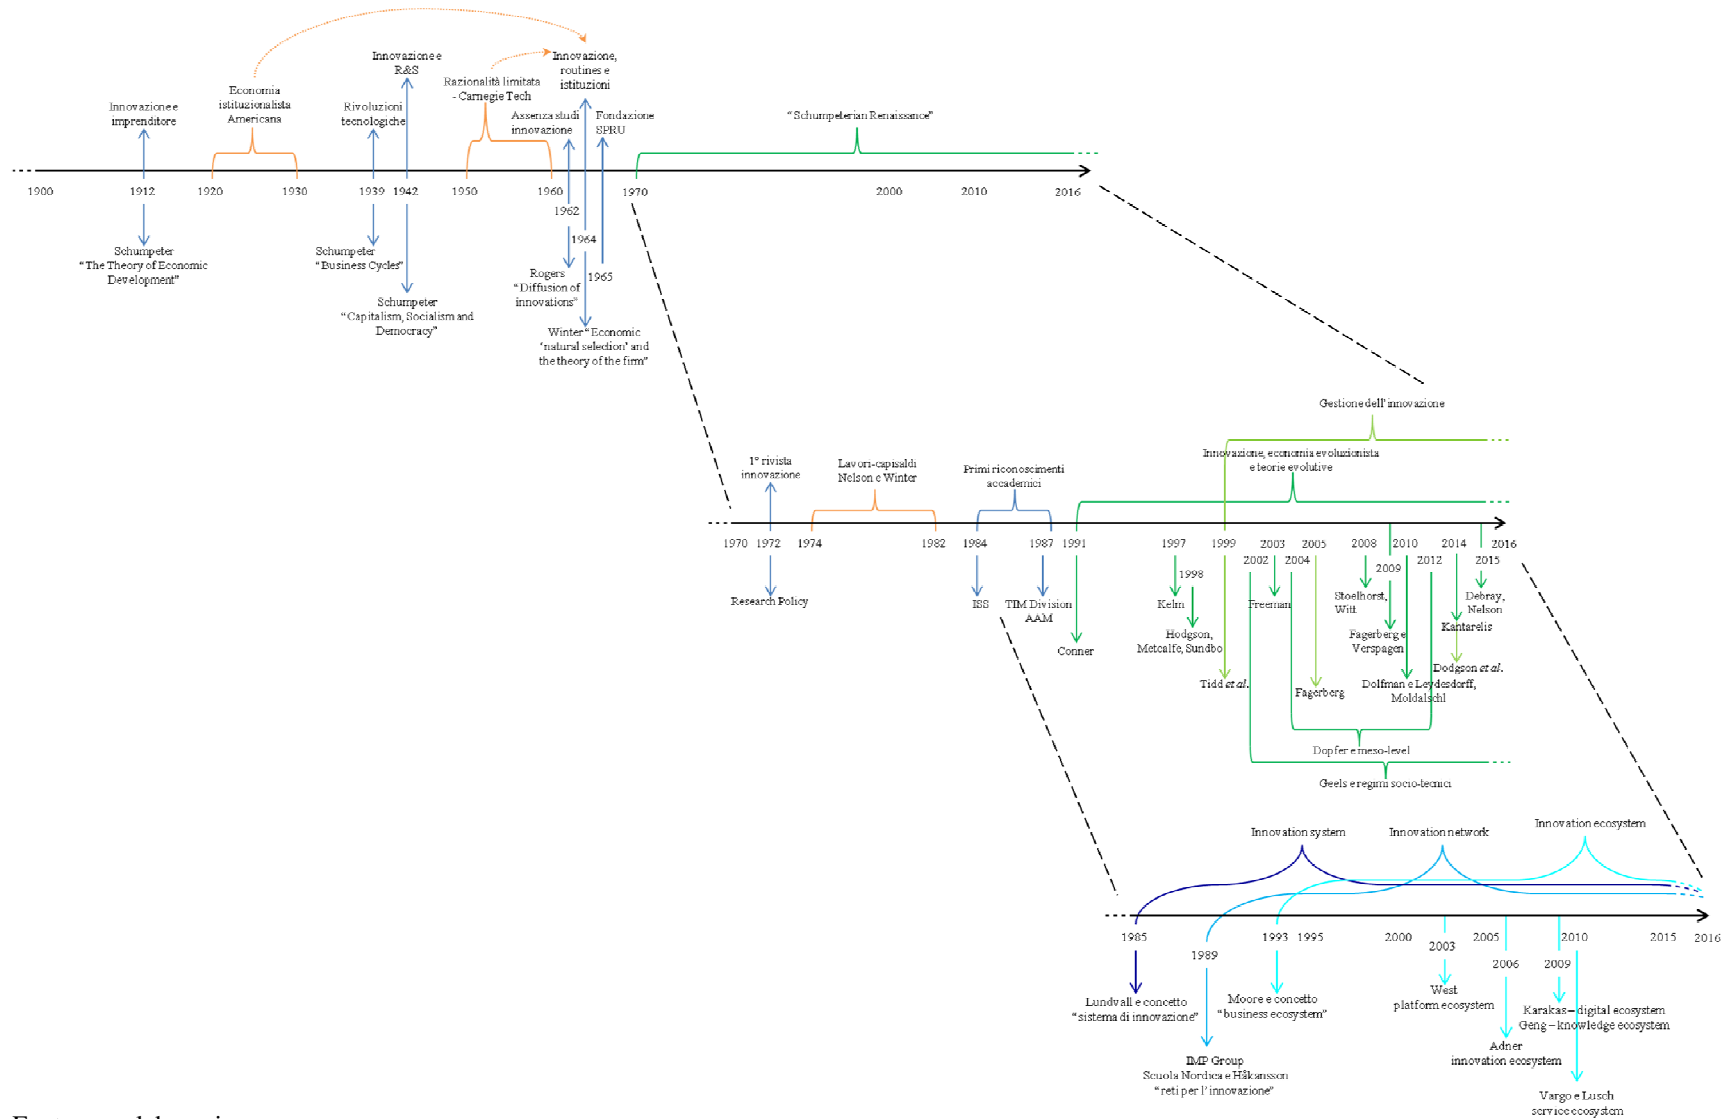 Innovazione e
imprenditore
Economia
istituzionalista
Americana
Rivoluzioni
tecnologiche
Innovazione e
R&S
Razionalità limitata
- Carnegie Tech
Innovazione,
routines e
istituzioni
Assenza studi
innovazione
Fondazione
SPRU
"Schumpeterian Renaissance"
1900
1912
1920
1930
1939
1942
1950
1960
1970
2000
2010
2016
1962
1964
1965
Schumpeter
"The Theory of Economic
Development"
Schumpeter
"Business Cycles"
Schumpeter
"Capitalism, Socialism and
Democracy"
Rogers
"Diffusion of
innovations"
Winter "Economic
'natural selection' and
the theory of the firm"
Gestione dell'innovazione
Innovazione, economia evoluzionista
e teorie evolutive
1° rivista
innovazione
Lavori-capisaldi
Nelson e Winter
Primi riconoscimenti
accademici
1970
1972
1974
1982
1984
1987
1991
1997
1999
2003
2005
2008
2010
2014
2016
1998
2002
2004
2009
2012
2015
Research Policy
ISS
TIM Division
AAM
Conner
Kelm
Hodgson,
Metcalfe, Sundbo
Tidd et al.
Freeman
Fagerberg
Stoelhorst,
Witt
Fagerberg e
Verspagen
Dolfman e Leydesdorff,
Moldalschl
Debray,
Nelson
Kantarelis
Dodgson et al.
Dopfer e meso-level
Geels e regimi socio-tecnici
Innovation system
Innovation network
Innovation ecosystem
1985
1989
1993
1995
2000
2003
2005
2006
2009
2010
2015
2016
Lundvall e concetto
"sistema di innovazione"
IMP Group
Scuola Nordica e Håkansson
"reti per l'innovazione"
Moore e concetto
"business ecosystem"
West
platform ecosystem
Adner
innovation ecosystem
Karakas – digital ecosystem
Geng – knowledge ecosystem
Vargo e Lusch
service ecosystem